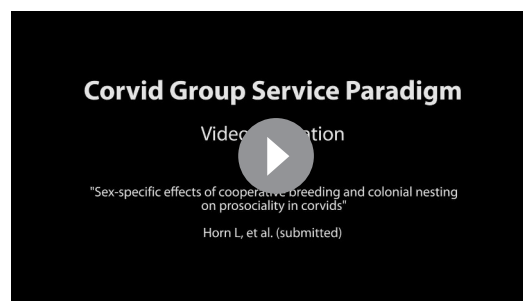 Corvid Group Service Paradigm
"Sex-specific effects of cooperative breeding and colonial nesting
on prosociality in corvids"
Horn L, et al. (submitted)